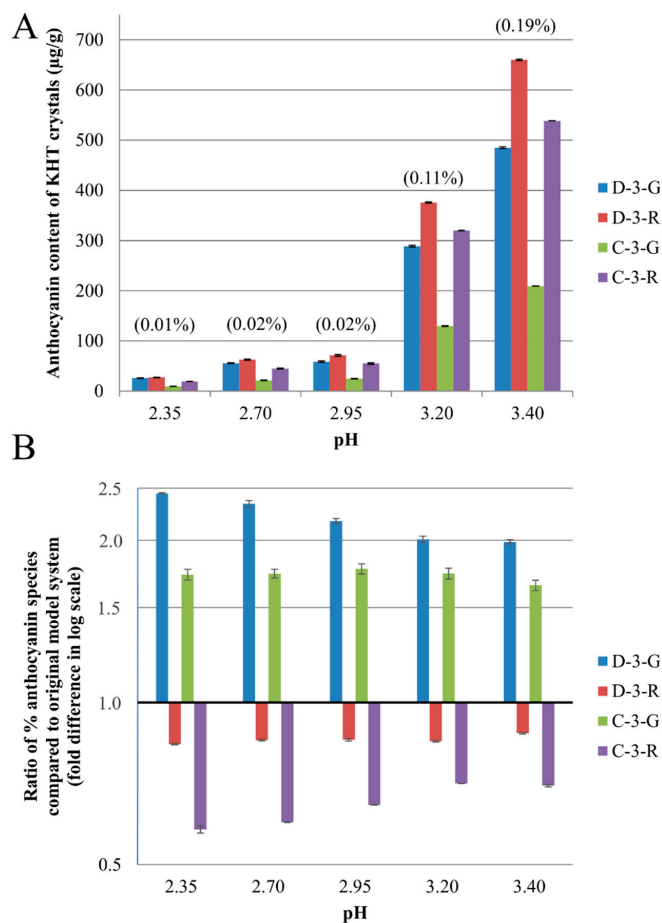 A
Anthocyanin content of KHT crystals (µg/g)
700
600
500
400
300
200
100
0
(0.01%)
(0.02%)
(0.02%)
(0.11%)
(0.19%)
2.35 2.70 2.95 3.20 3.40
pH
D-3-G
D-3-R
C-3-G
C-3-R
B
Ratio of % anthocyanin species
compared to original model system
(fold difference in log scale)
2.5
2.0
1.5
1.0
0.5
2.35 2.70 2.95 3.20 3.40
pH
D-3-G
D-3-R
C-3-G
C-3-R